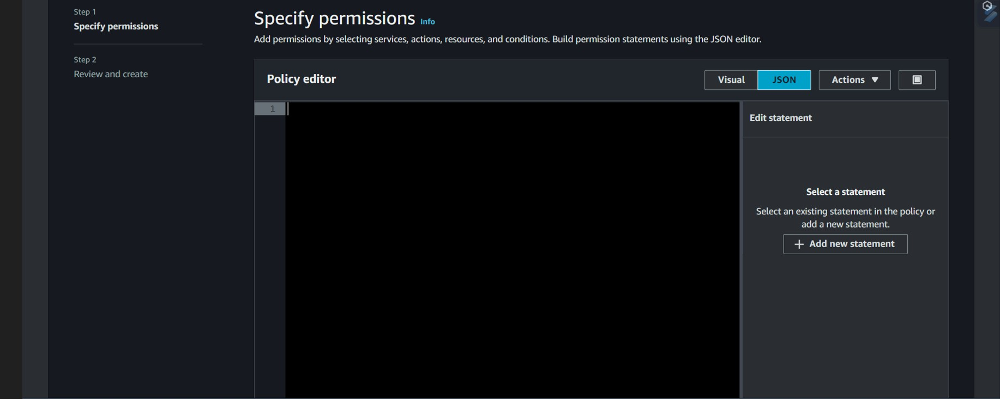 Step 1
Specify permissions
Step 2
Review and create
Specify permissions Info
Add permissions by selecting services, actions, resources, and conditions. Build permission statements using the JSON editor.
Policy editor
Visual
JSON
Actions
1
Edit statement
Select a statement
Select an existing statement in the policy or
add a new statement.
+ Add new statement